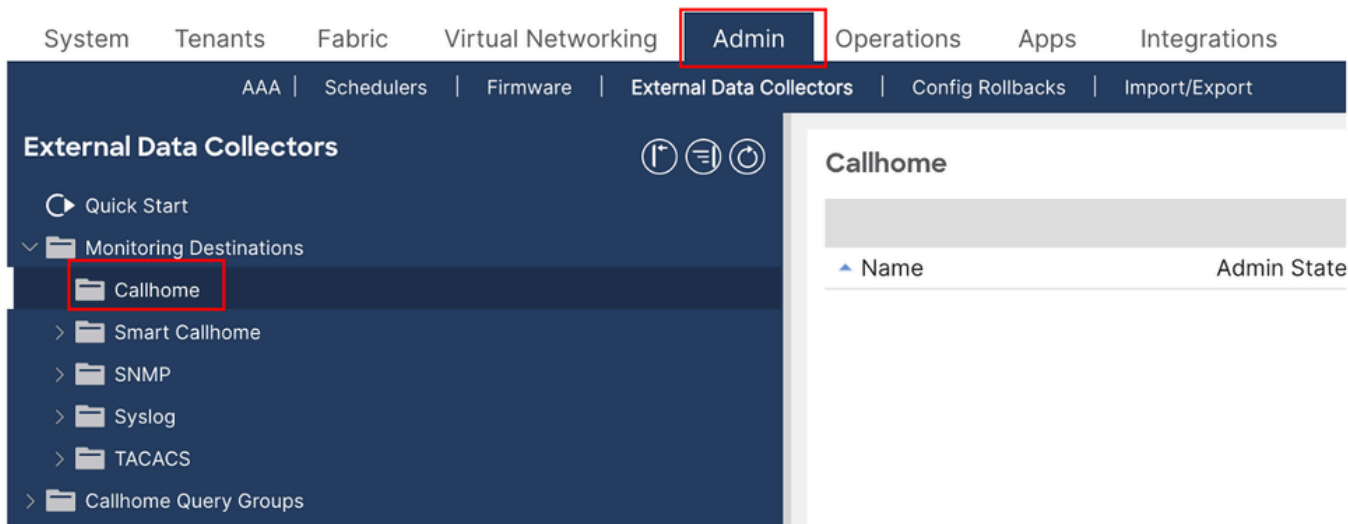 System Tenants Fabric Virtual Networking Admin Operations Apps Integrations
AAA | Schedulers | Firmware | External Data Collectors | Config Rollbacks | Import/Export
External Data Collectors
Quick Start
Monitoring Destinations
Callhome
Smart Callhome
SNMP
Syslog
TACACS
Callhome Query Groups
Callhome
Name Admin State